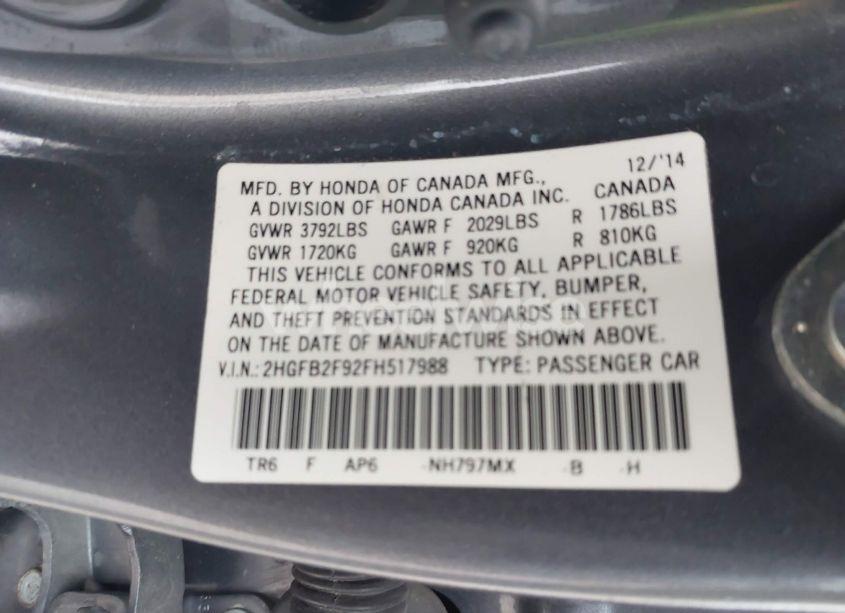 12/'14
MFD. BY HONDA OF CANADA MFG.,
A DIVISION OF HONDA CANADA INC. CANADA
GVWR 3792LBS GAWR F 2029LBS R 1786LBS
GVWR 1720KG GAWR F 920KG R 810KG
THIS VEHICLE CONFORMS TO ALL APPLICABLE
FEDERAL MOTOR VEHICLE SAFETY, BUMPER,
AND THEFT PREVENTION STANDARDS IN EFFECT
ON THE DATE OF MANUFACTURE SHOWN ABOVE.
V.I.N.: 2HGFB2F92FH517988 TYPE: PASSENGER CAR
TR6 F AP6 -NH797MX -B -H